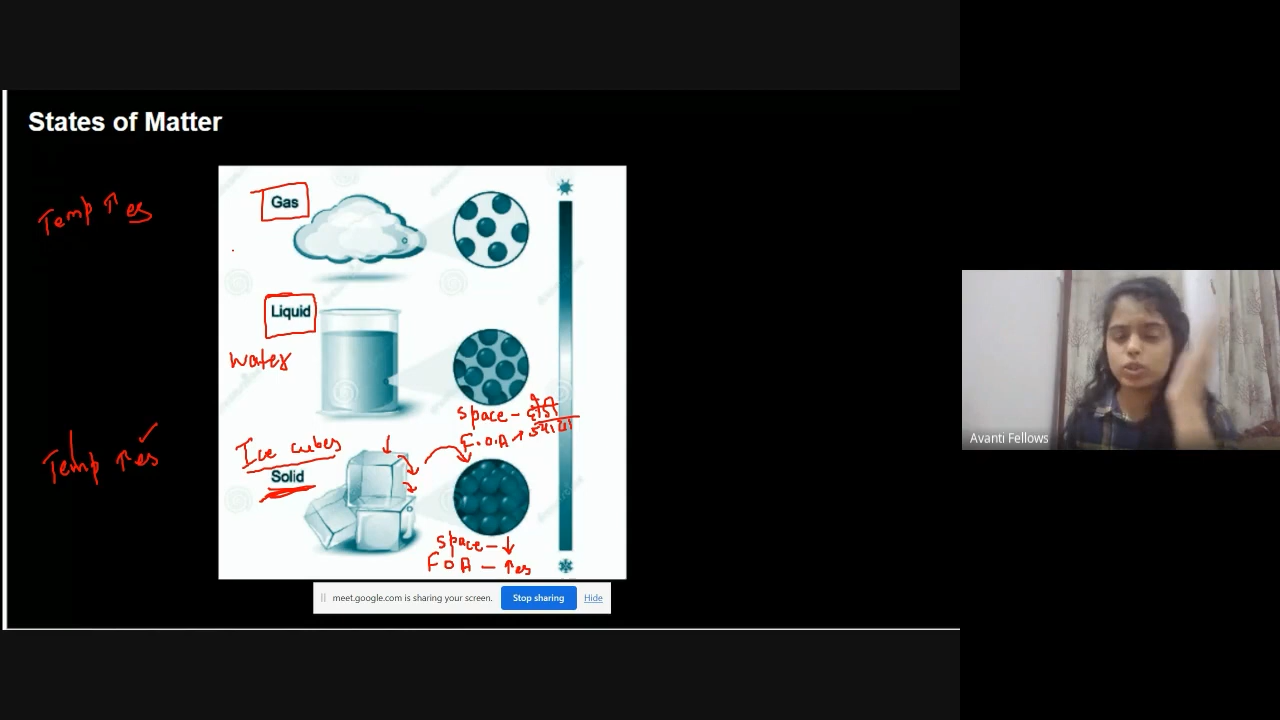 States of Matter
Gas
Temp ↑es
Liquid
Water
space -
F.O.A →
Ice cubes
Temp ↑es
Solid
space - ↓
FOA - ↑es
meet.google.com is sharing your screen.
Stop sharing
Hide
Avanti Fellows